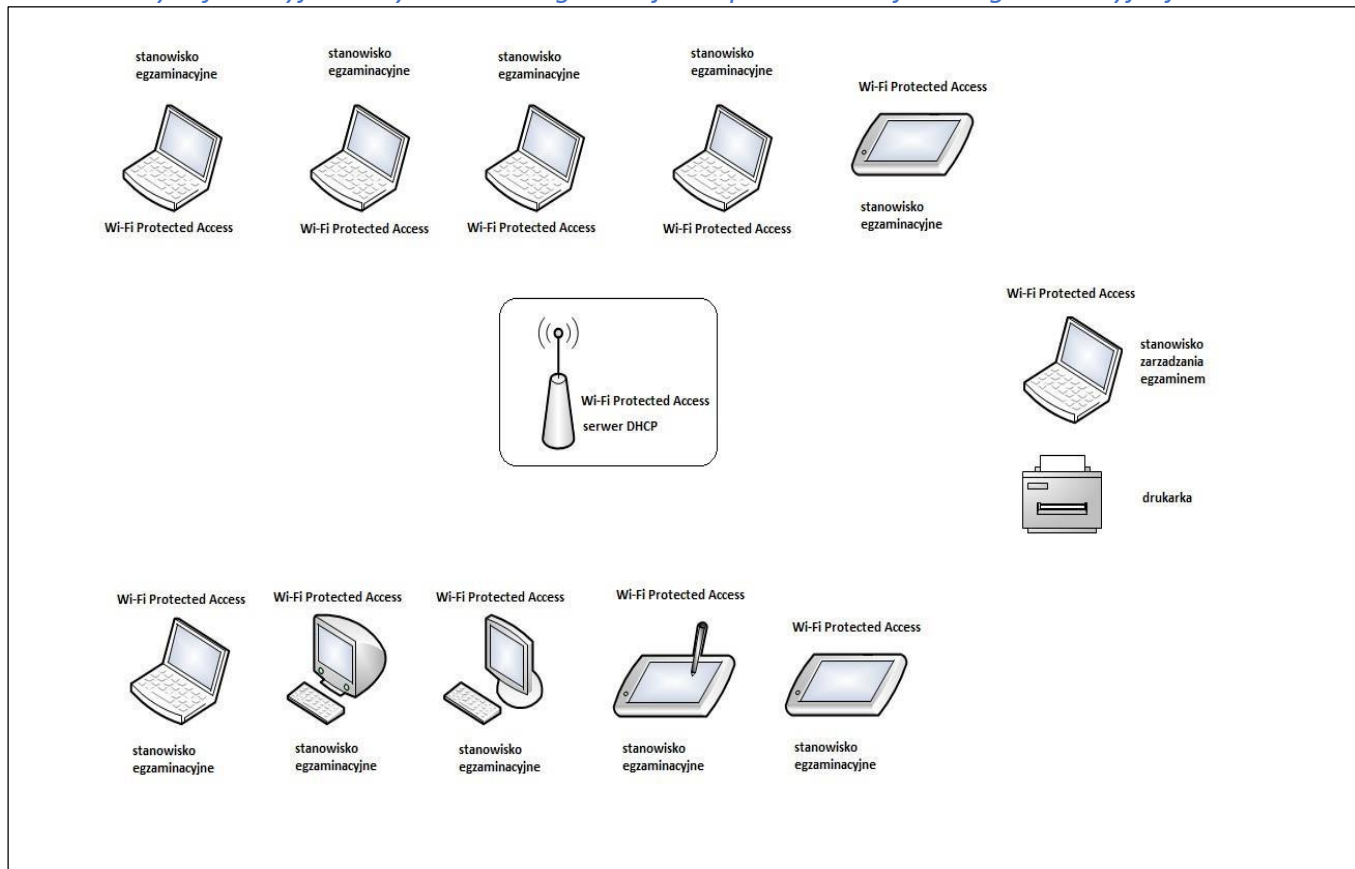 stanowisko
egzaminacyjne
stanowisko
egzaminacyjne
stanowisko
egzaminacyjne
stanowisko
egzaminacyjne
Wi-Fi Protected Access
Wi-Fi Protected Access
Wi-Fi Protected Access
Wi-Fi Protected Access
Wi-Fi Protected Access
stanowisko
egzaminacyjne
Wi-Fi Protected Access
stanowisko
zarzadzania
egzaminem
Wi-Fi Protected Access
serwer DHCP
drukarka
Wi-Fi Protected Access
Wi-Fi Protected Access
Wi-Fi Protected Access
Wi-Fi Protected Access
Wi-Fi Protected Access
stanowisko
egzaminacyjne
stanowisko
egzaminacyjne
stanowisko
egzaminacyjne
stanowisko
egzaminacyjne
stanowisko
egzaminacyjne